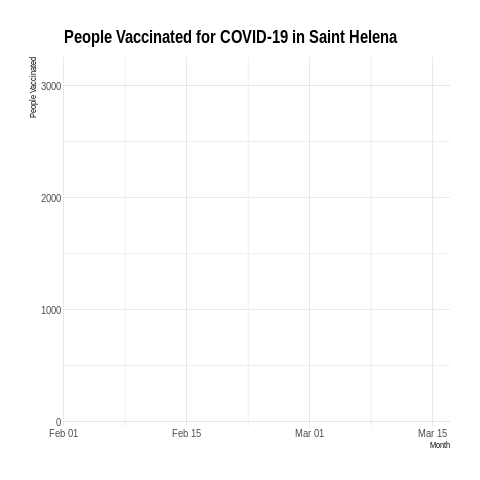 People Vaccinated for COVID-19 in Saint Helena
People Vaccinated
3000
2000
1000
0
Feb 01 Feb 15 Mar 01 Mar 15
Month